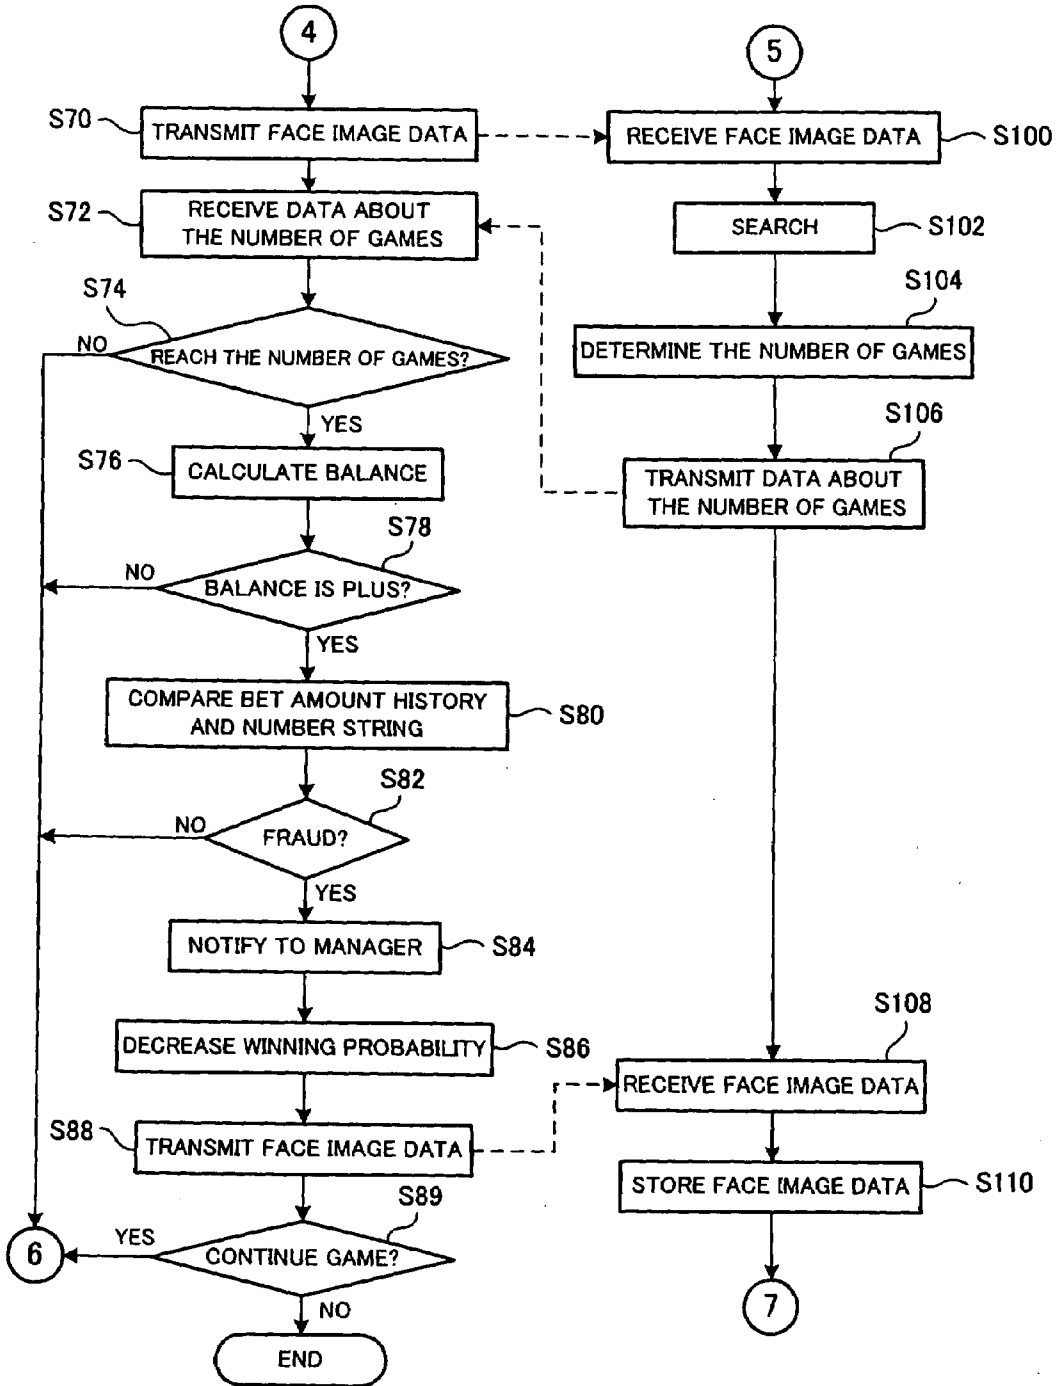 4
S70
TRANSMIT FACE IMAGE DATA
S72
RECEIVE DATA ABOUT
THE NUMBER OF GAMES
S74
NO
REACH THE NUMBER OF GAMES?
YES
S76
CALCULATE BALANCE
S78
NO
BALANCE IS PLUS?
YES
COMPARE BET AMOUNT HISTORY
AND NUMBER STRING
S80
S82
NO
FRAUD?
YES
NOTIFY TO MANAGER
S84
DECREASE WINNING PROBABILITY
S86
S88
TRANSMIT FACE IMAGE DATA
S89
YES
CONTINUE GAME?
6
NO
END
5
RECEIVE FACE IMAGE DATA
S100
SEARCH
S102
S104
DETERMINE THE NUMBER OF GAMES
S106
TRANSMIT DATA ABOUT
THE NUMBER OF GAMES
S108
RECEIVE FACE IMAGE DATA
STORE FACE IMAGE DATA
S110
7